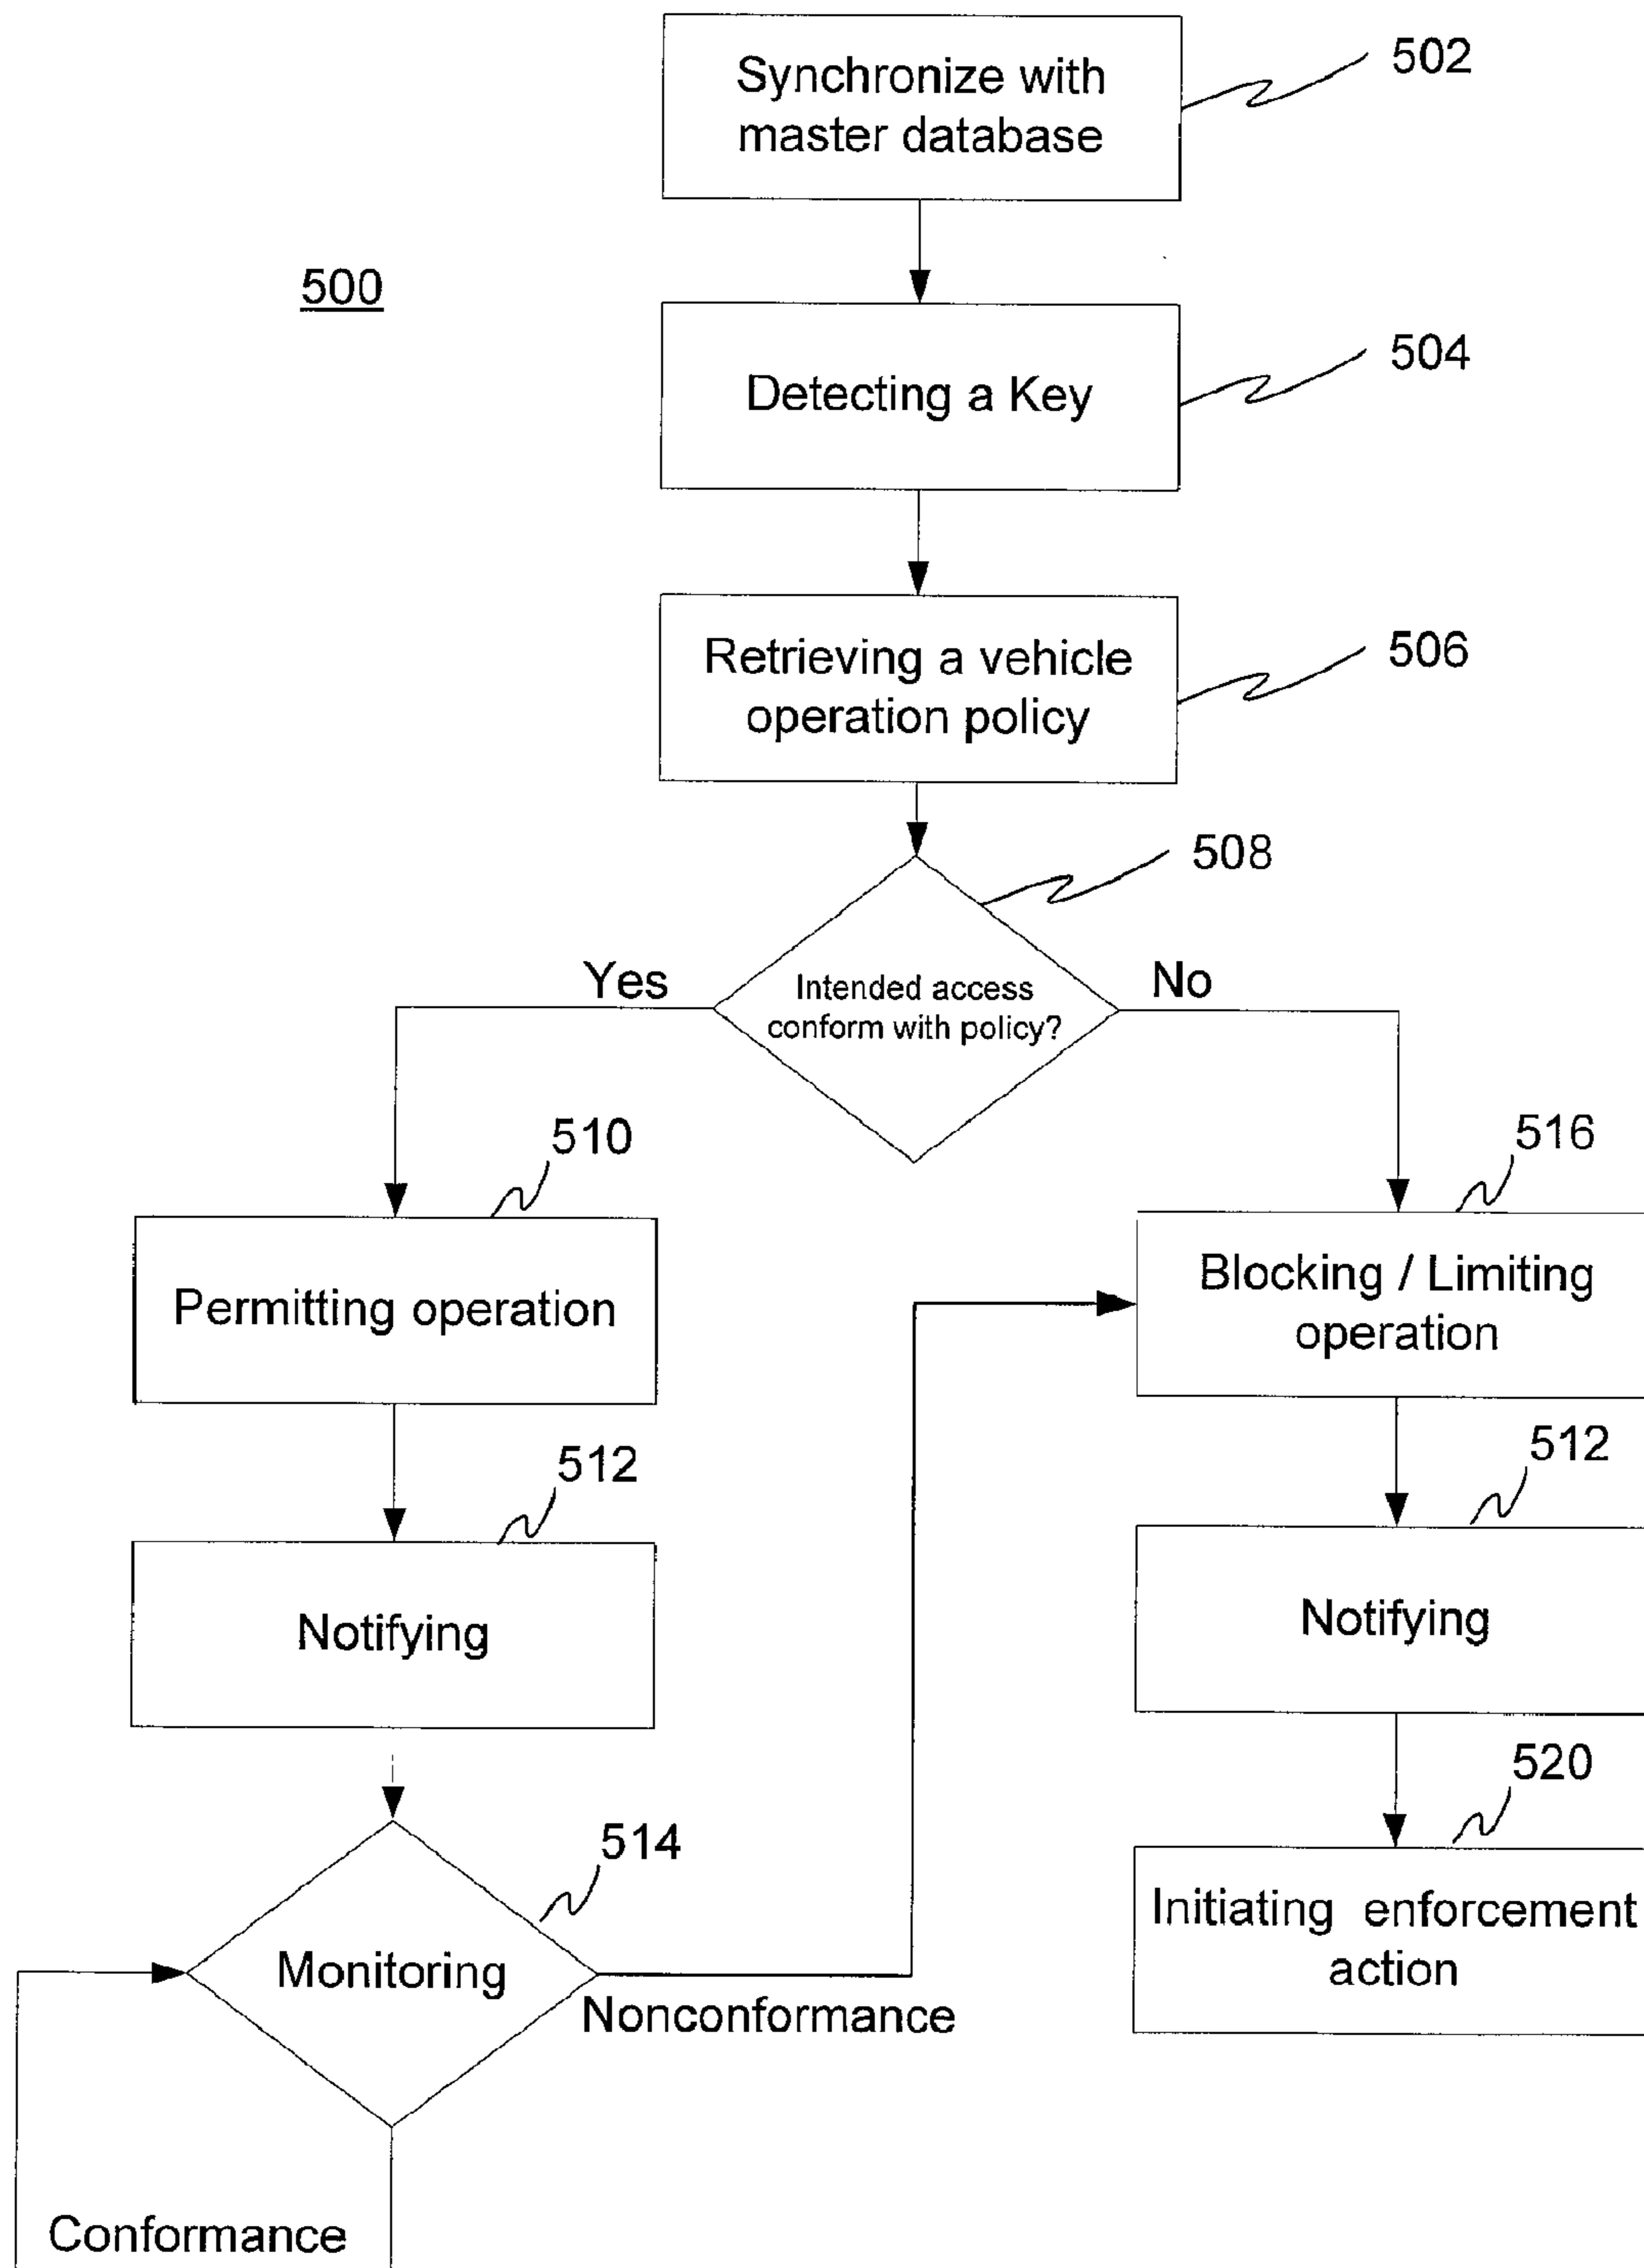 Synchronize with
master database
502
500
Detecting a Key
504
Retrieving a vehicle
operation policy
506
508
Intended access
conform with policy?
Yes
No
510
Permitting operation
516
Blocking / Limiting
operation
512
Notifying
512
Notifying
514
Monitoring
Nonconformance
Conformance
520
Initiating enforcement
action